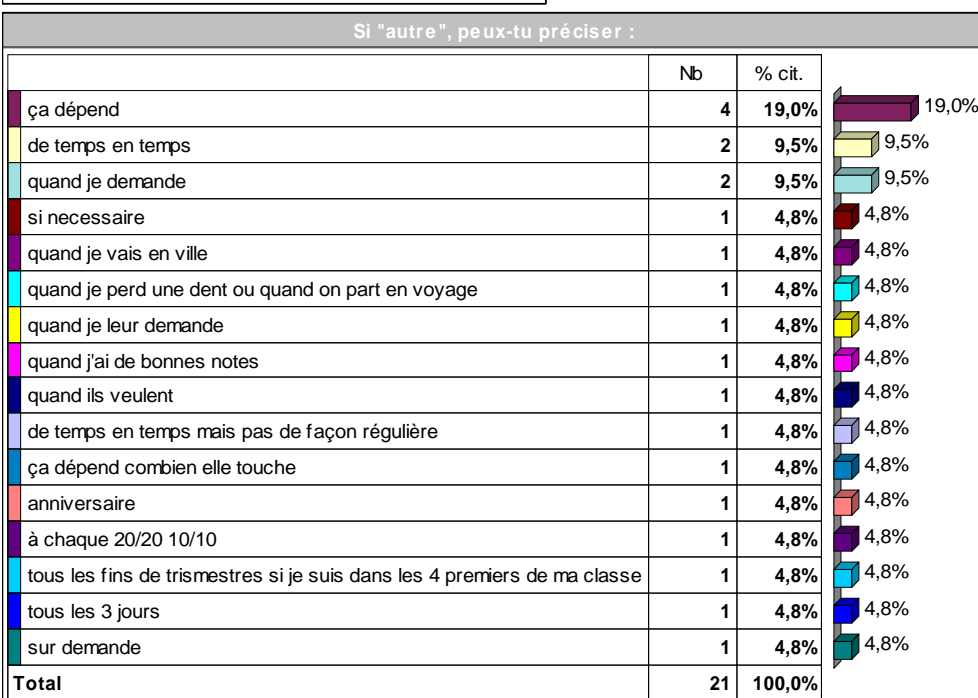 Si "autre", peux-tu préciser :
Nb % cit.
ça dépend 4 19,0% 19,0%
de temps en temps 2 9,5% 9,5%
quand je demande 2 9,5% 9,5%
si necessaire 1 4,8% 4,8%
quand je vais en ville 1 4,8% 4,8%
quand je perd une dent ou quand on part en voyage 1 4,8% 4,8%
quand je leur demande 1 4,8% 4,8%
quand j'ai de bonnes notes 1 4,8% 4,8%
quand ils veulent 1 4,8% 4,8%
de temps en temps mais pas de façon régulière 1 4,8% 4,8%
ça dépend combien elle touche 1 4,8% 4,8%
anniversaire 1 4,8% 4,8%
à chaque 20/20 10/10 1 4,8% 4,8%
tous les fins de trismestres si je suis dans les 4 premiers de ma classe 1 4,8% 4,8%
tous les 3 jours 1 4,8% 4,8%
sur demande 1 4,8% 4,8%
Total 21 100,0%